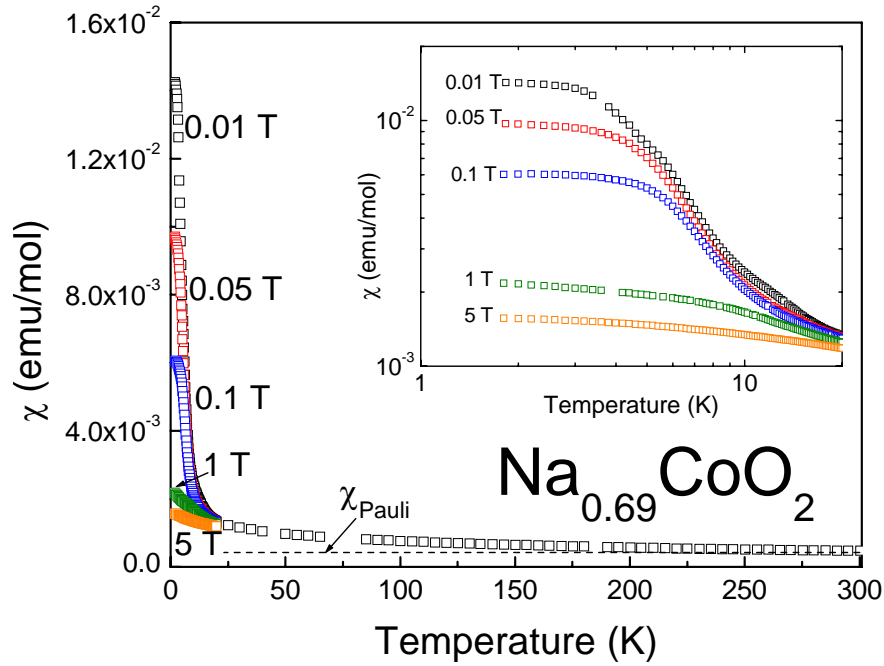 1.6x10⁻²
1.2x10⁻²
8.0x10⁻³
4.0x10⁻³
0.0
χ (emu/mol)
0.01 T
0.05 T
0.1 T
1 T
5 T
χ_Pauli
Na₀.₆₉CoO₂
0 50 100 150 200 250 300
Temperature (K)
10⁻²
10⁻³
χ (emu/mol)
0.01 T
0.05 T
0.1 T
1 T
5 T
1 10
Temperature (K)